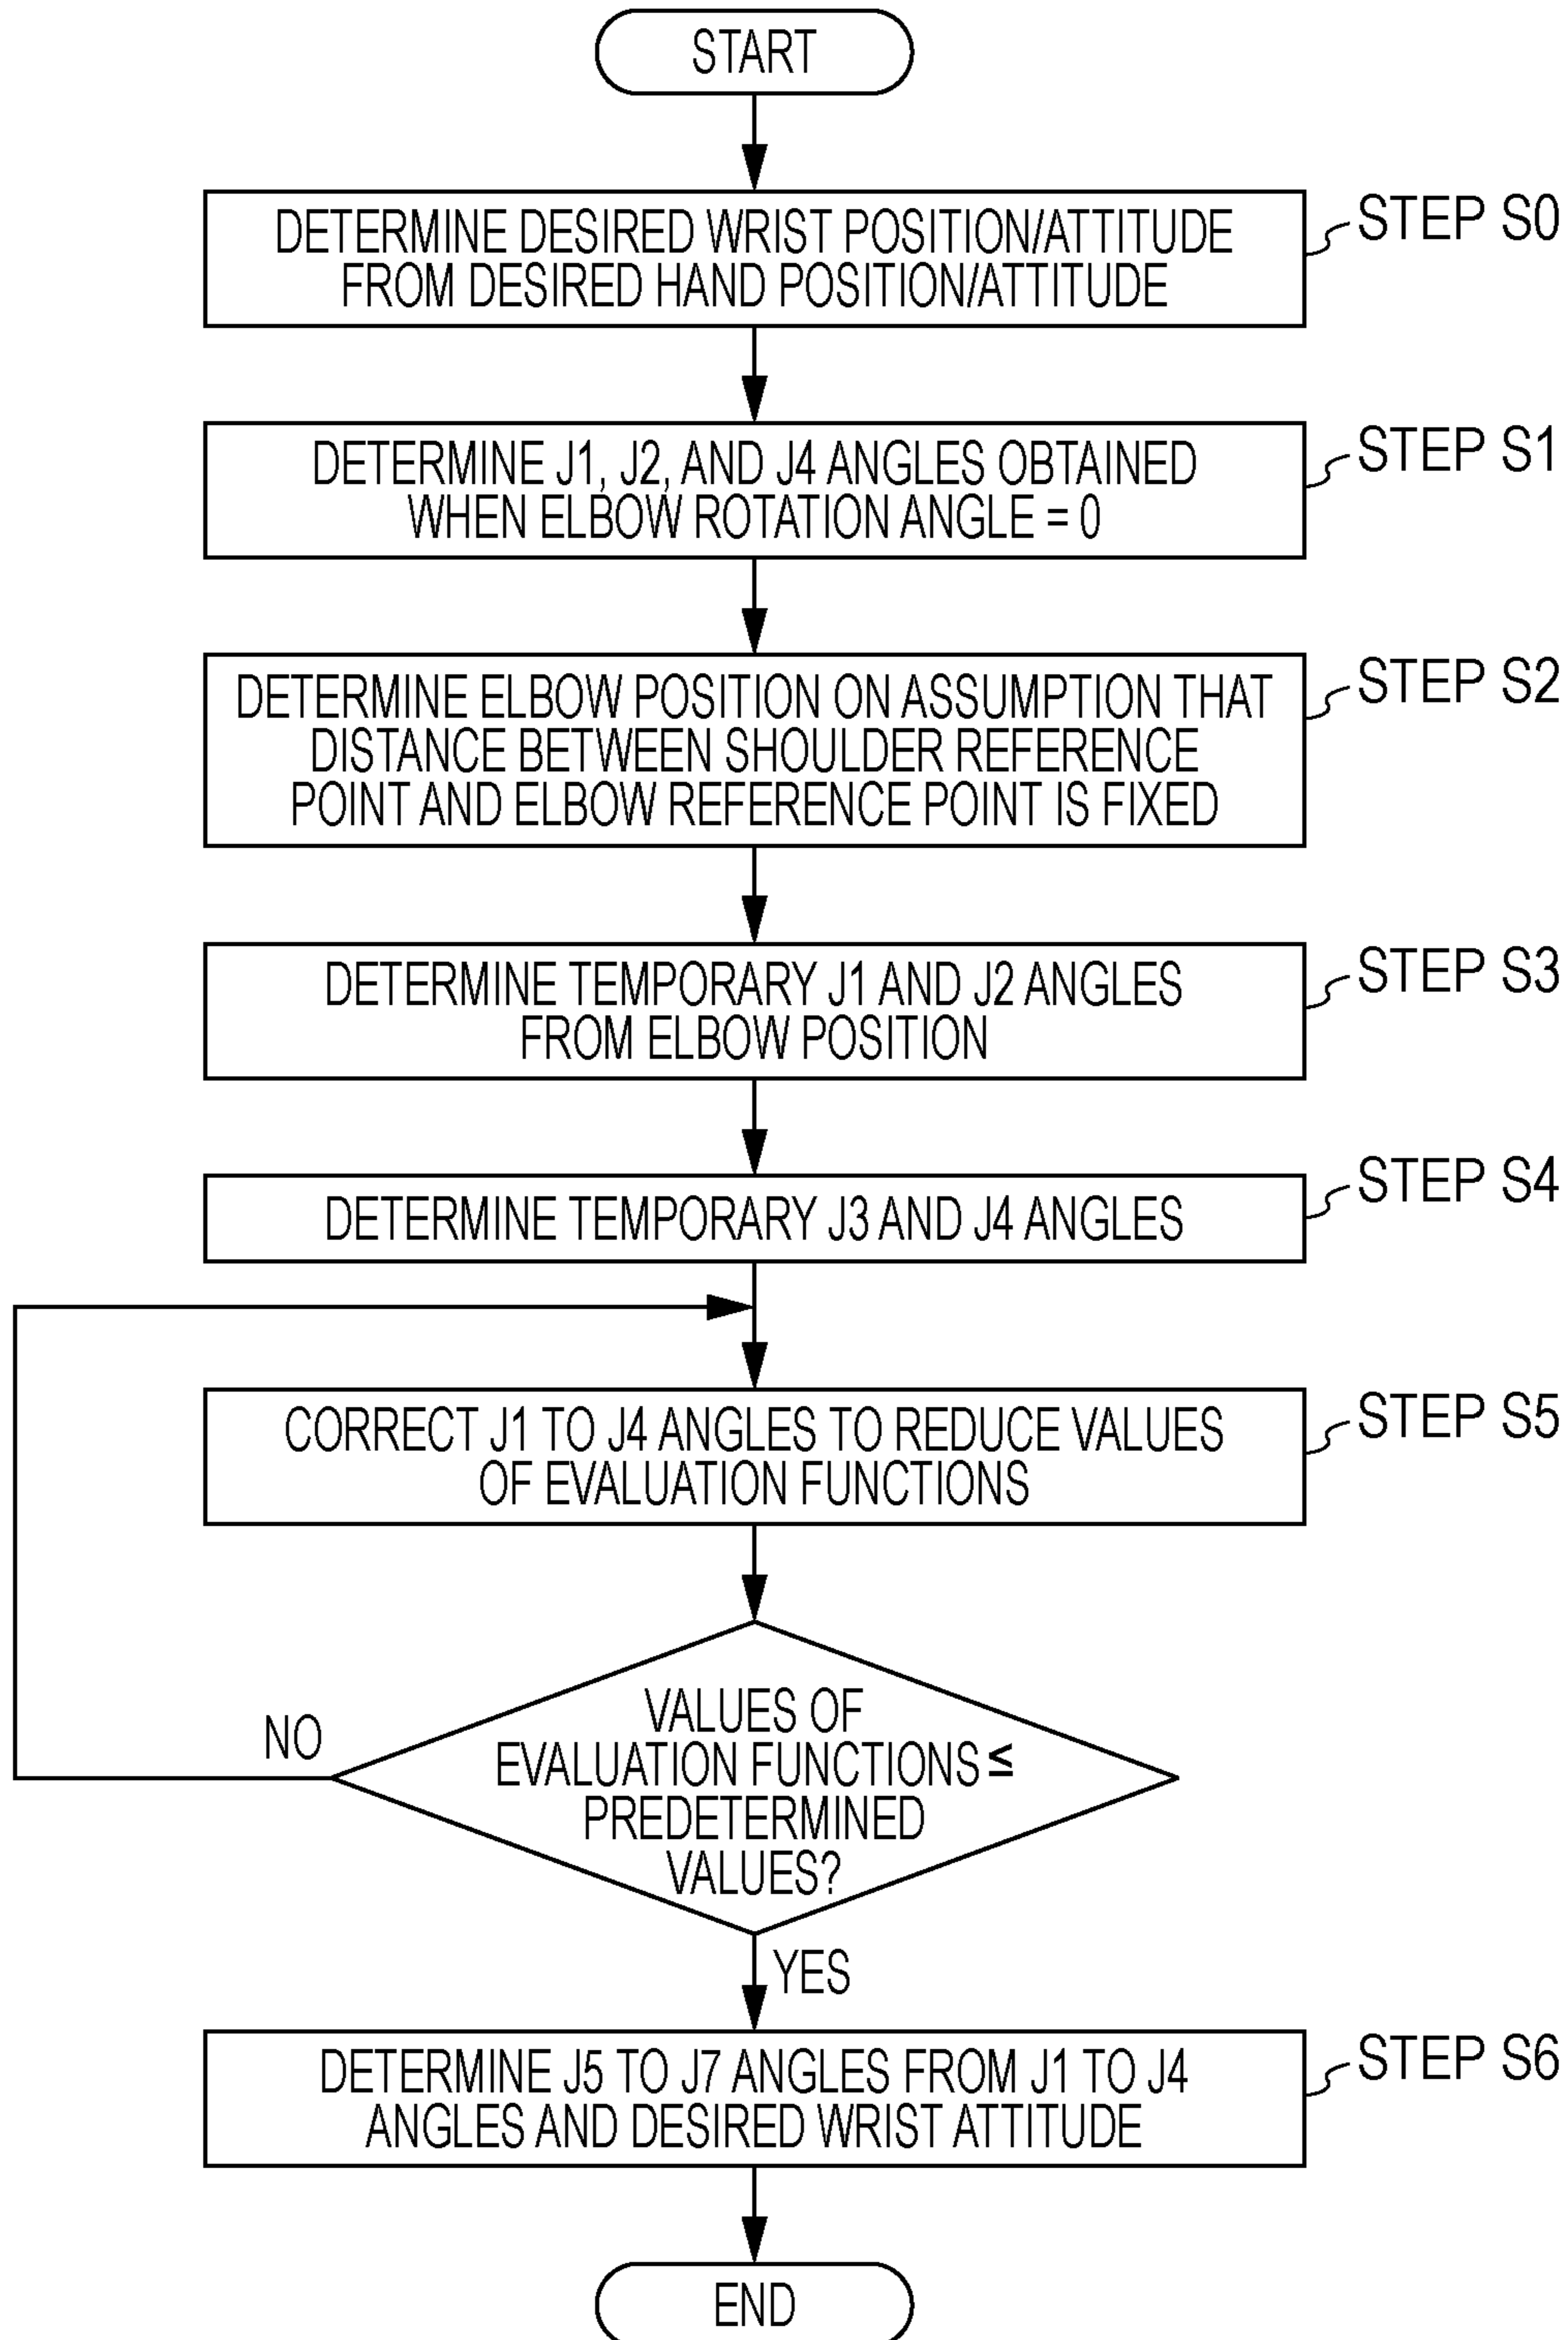 START
DETERMINE DESIRED WRIST POSITION/ATTITUDE
FROM DESIRED HAND POSITION/ATTITUDE
STEP S0
DETERMINE J1, J2, AND J4 ANGLES OBTAINED
WHEN ELBOW ROTATION ANGLE = 0
STEP S1
DETERMINE ELBOW POSITION ON ASSUMPTION THAT
DISTANCE BETWEEN SHOULDER REFERENCE
POINT AND ELBOW REFERENCE POINT IS FIXED
STEP S2
DETERMINE TEMPORARY J1 AND J2 ANGLES
FROM ELBOW POSITION
STEP S3
DETERMINE TEMPORARY J3 AND J4 ANGLES
STEP S4
CORRECT J1 TO J4 ANGLES TO REDUCE VALUES
OF EVALUATION FUNCTIONS
STEP S5
VALUES OF
EVALUATION FUNCTIONS ≤
PREDETERMINED
VALUES?
NO
YES
DETERMINE J5 TO J7 ANGLES FROM J1 TO J4
ANGLES AND DESIRED WRIST ATTITUDE
STEP S6
END